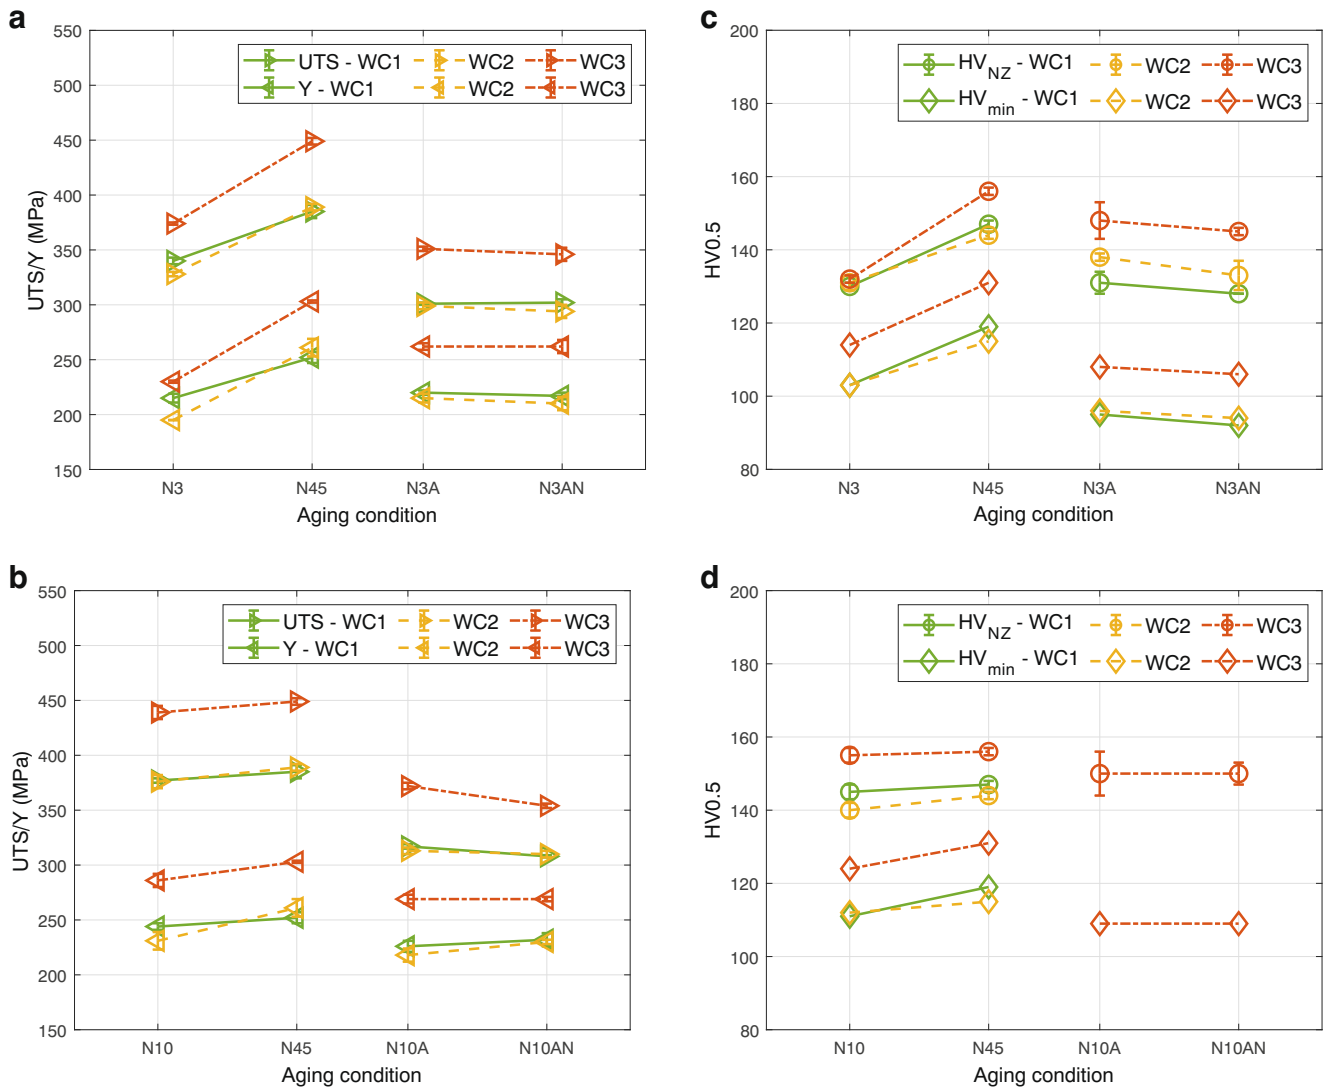 a
550
500
450
400
350
300
250
200
150
UTS/Y (MPa)
UTS - WC1 WC2 WC3
Y - WC1 WC2 WC3
N3 N45 N3A N3AN
Aging condition
c
200
180
160
140
120
100
80
HV0.5
HV_NZ - WC1 WC2 WC3
HV_min - WC1 WC2 WC3
N3 N45 N3A N3AN
Aging condition
b
550
500
450
400
350
300
250
200
150
UTS/Y (MPa)
UTS - WC1 WC2 WC3
Y - WC1 WC2 WC3
N10 N45 N10A N10AN
Aging condition
d
200
180
160
140
120
100
80
HV0.5
HV_NZ - WC1 WC2 WC3
HV_min - WC1 WC2 WC3
N10 N45 N10A N10AN
Aging condition